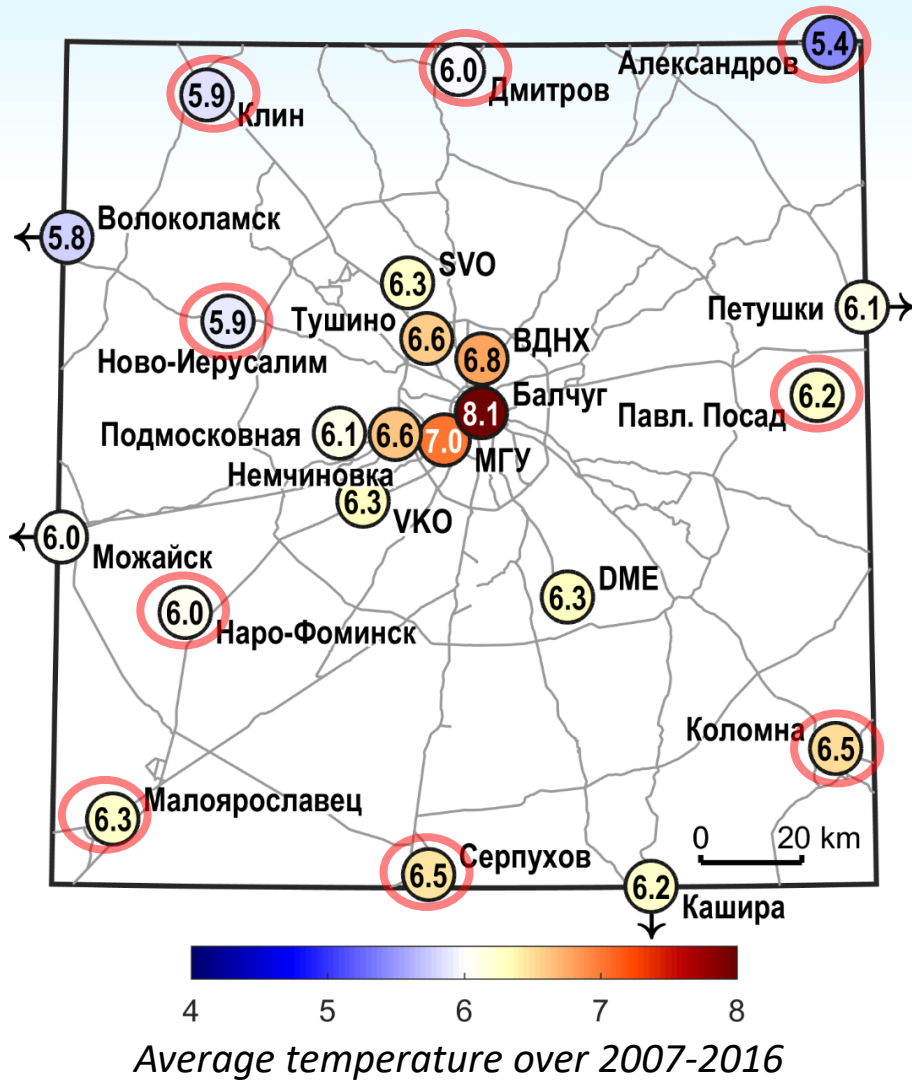 5.4
Александров
6.0
Дмитров
5.9
Клин
Волоколамск
5.8
SVO
6.3
Петушки
6.1
5.9
Тушино
6.6
ВДНХ
6.8
Ново-Иерусалим
Балчуг
8.1
6.2
Павл. Посад
Подмосковная
6.1
6.6
7.0
МГУ
Немчиновка
6.3
VKO
6.0
Можайск
DME
6.3
6.0
Наро-Фоминск
Коломна
6.5
Малоярославец
6.3
0 20 km
Серпухов
6.5
6.2
Кашира
4 5 6 7 8
Average temperature over 2007-2016